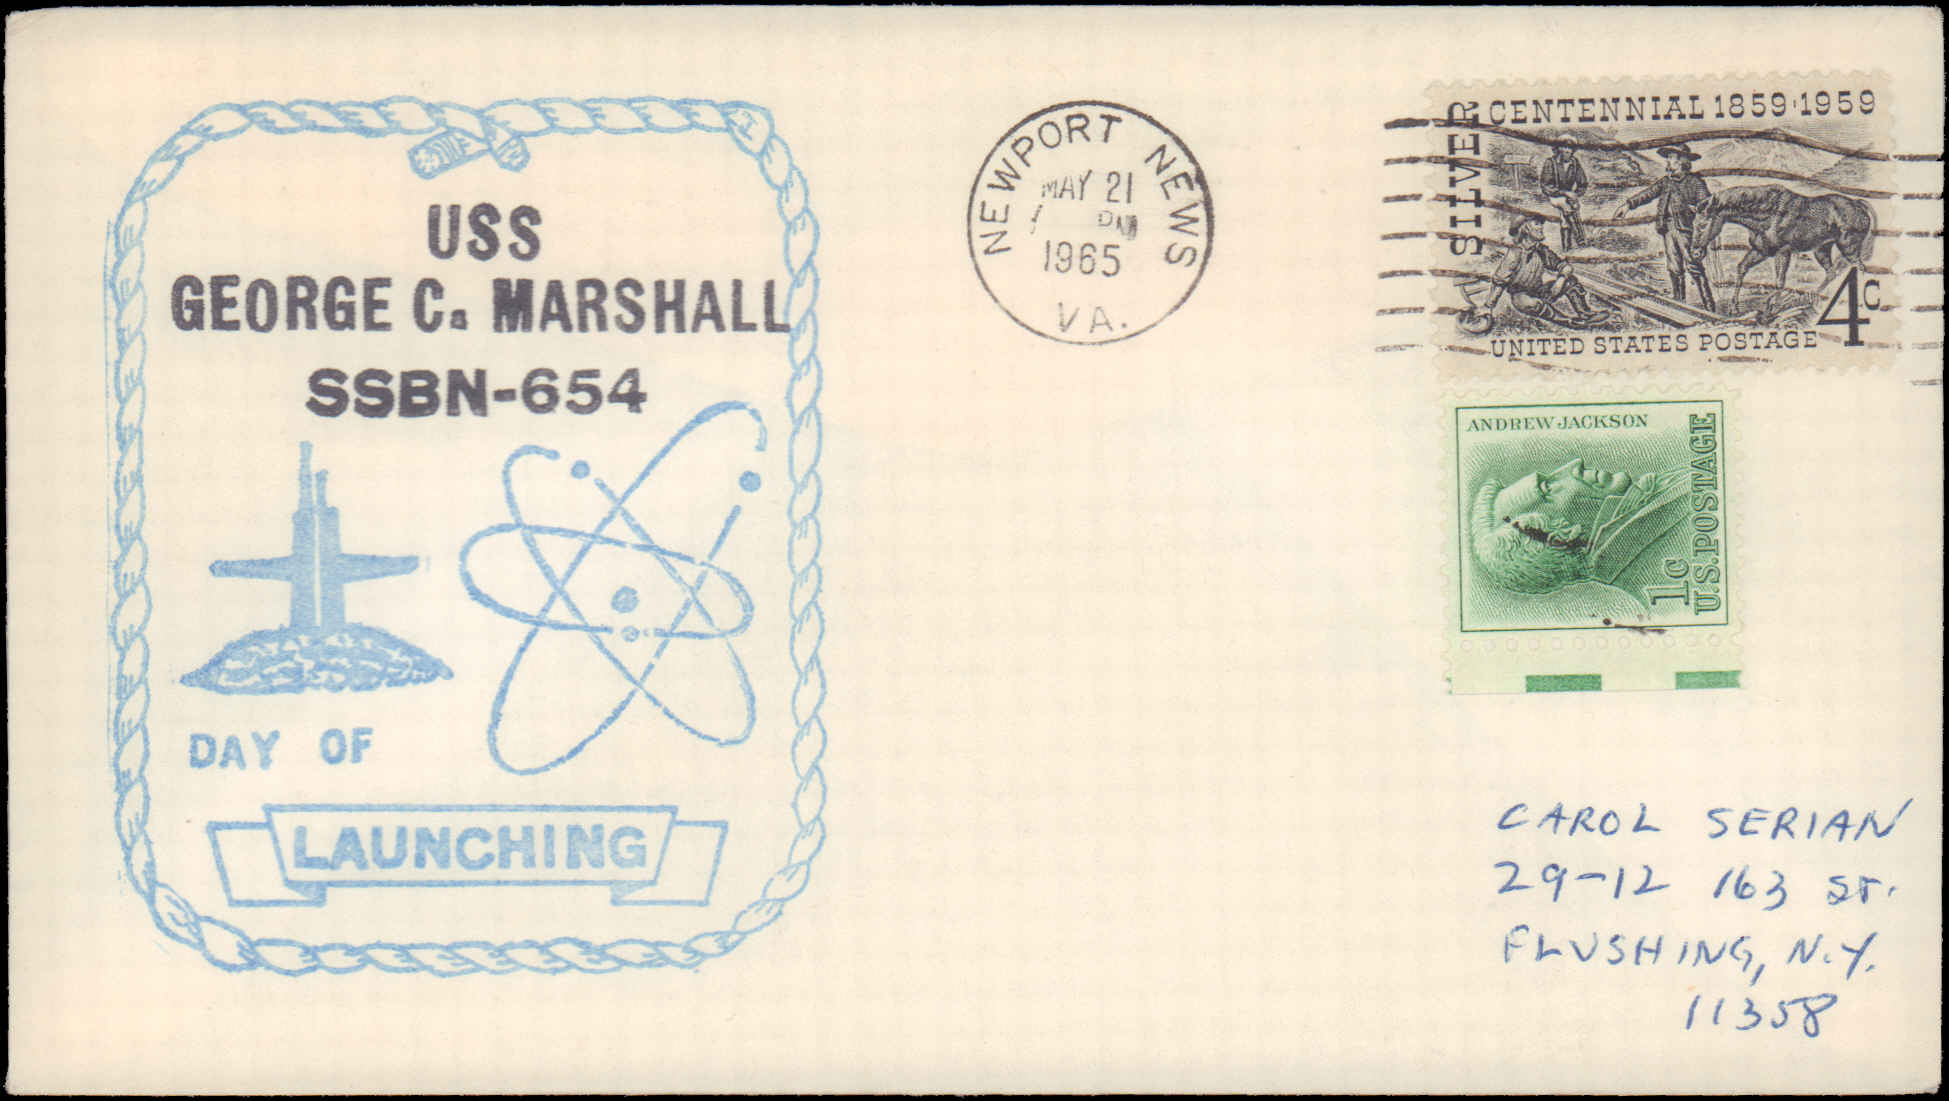 USS
GEORGE C. MARSHALL
SSBN-654
DAY OF
LAUNCHING
NEWPORT NEWS
MAY 21
PM
1965
VA.
SILVER
CENTENNIAL 1859·1959
4c
UNITED STATES POSTAGE
ANDREW JACKSON
1c
U.S. POSTAGE
CAROL SERIAN
29-12 163 ST.
FLUSHING, N.Y.
11358